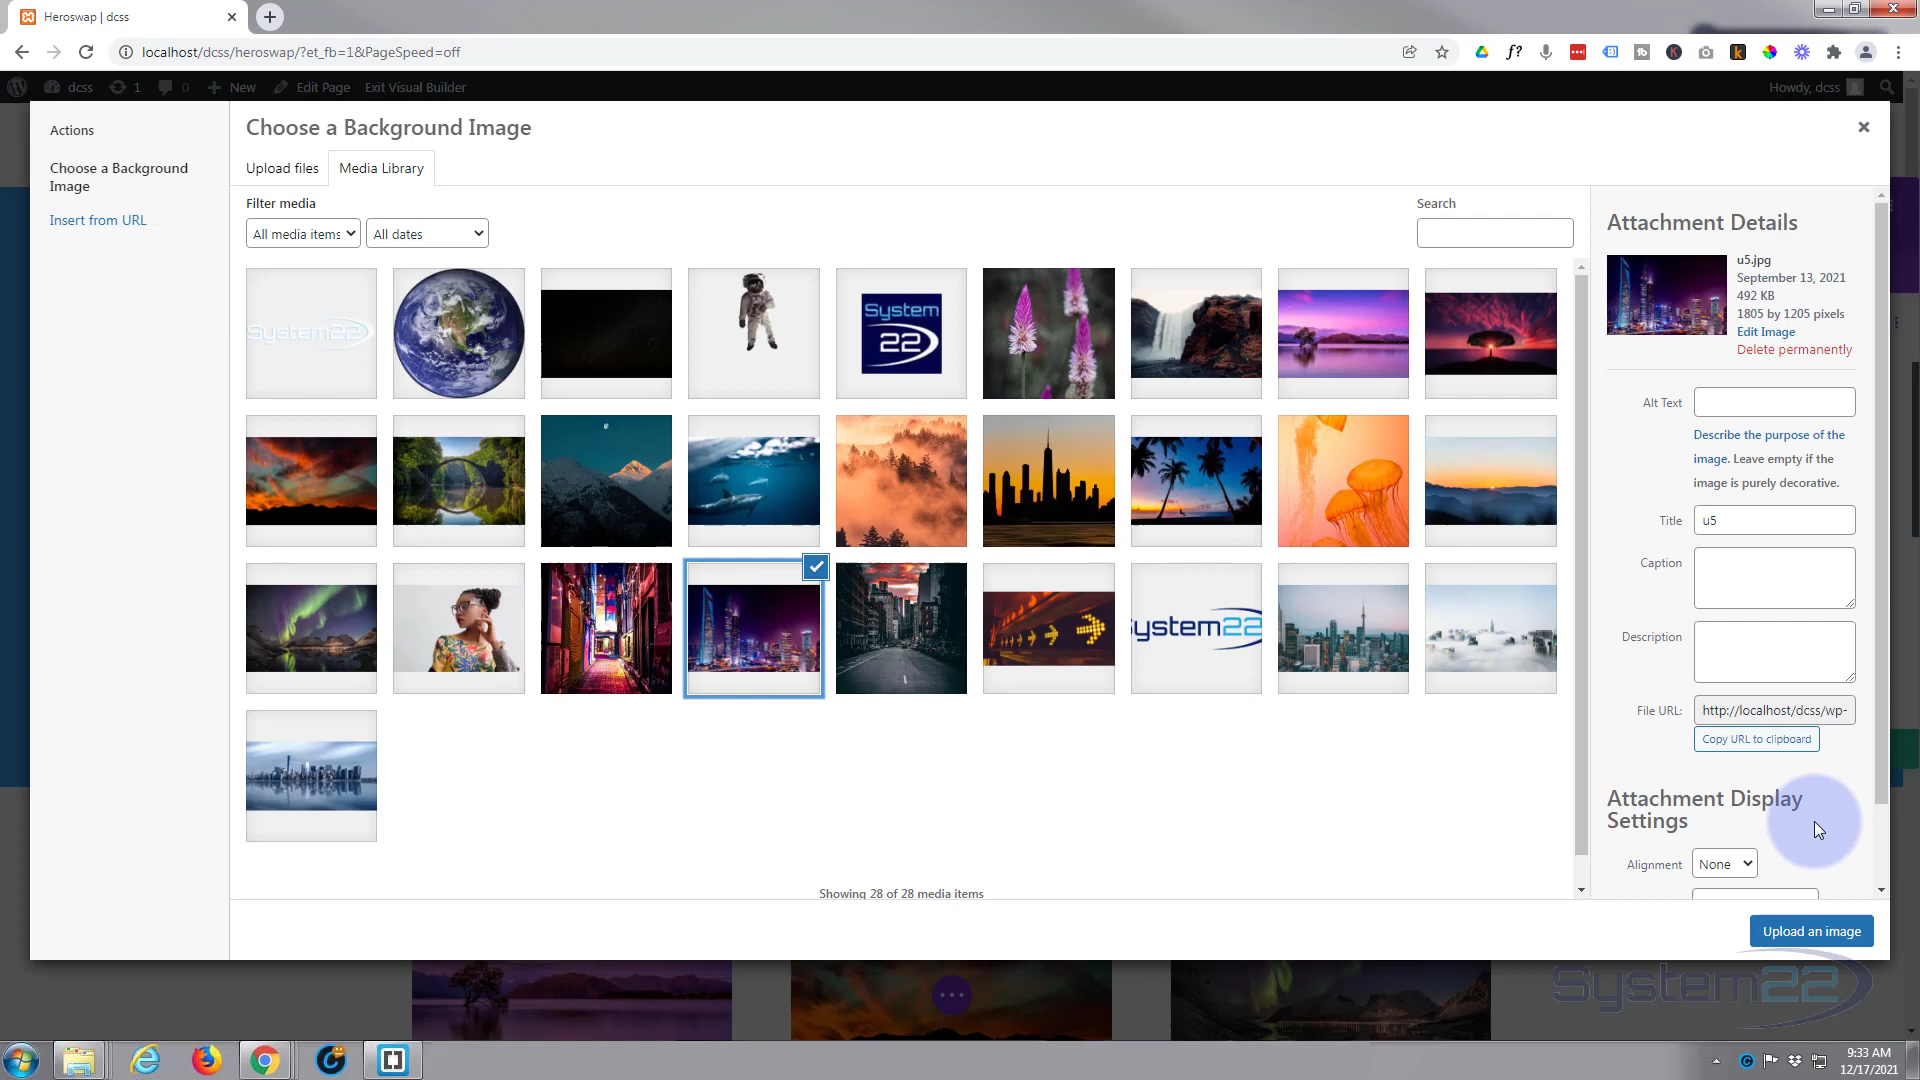 Heroswap | dcss
localhost/dcss/heroswap/?et_fb=1&PageSpeed=off
dcss
1
0
New
Edit Page
Exit Visual Builder
Howdy, dcss
Actions
Choose a Background
Image
Insert from URL
Choose a Background Image
Upload files
Media Library
Filter media
All media items
All dates
Search
System22
System
22
ystem22
Showing 28 of 28 media items
Attachment Details
u5.jpg
September 13, 2021
492 KB
1805 by 1205 pixels
Edit Image
Delete permanently
Alt Text
Describe the purpose of the
image. Leave empty if the
image is purely decorative.
Title
u5
Caption
Description
File URL:
http://localhost/dcss/wp-
Copy URL to clipboard
Attachment Display
Settings
Alignment
None
Upload an image
System22
9:33 AM
12/17/2021